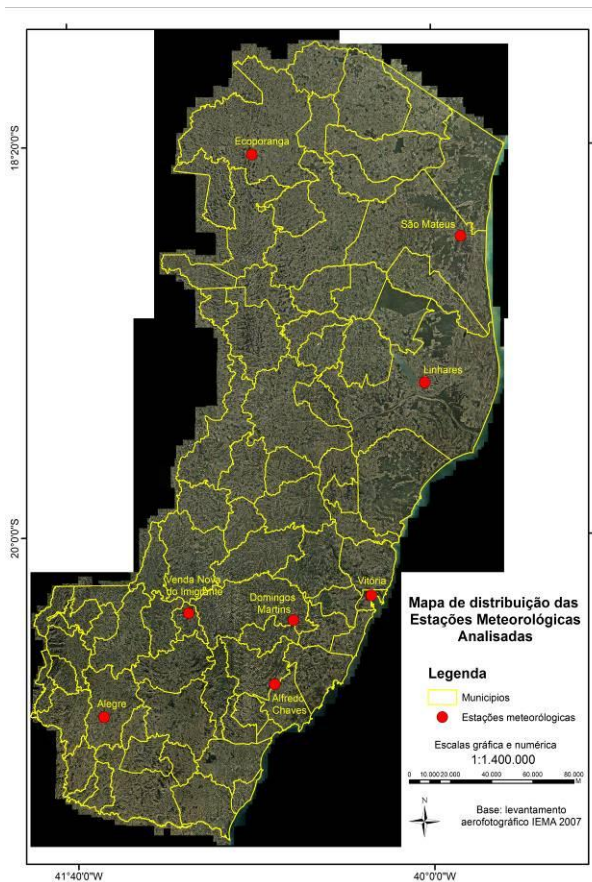 Ecoporanga
18°20'0"S
São Mateus
Linhares
20°0'0"S
Venda Nova
do Imigrante
Domingos
Martins
Vitória
Alfredo
Chaves
Alegre
Mapa de distribuição das
Estações Meteorológicas
Analisadas
Legenda
Municipios
Estações meteorológicas
Escalas gráfica e numérica
1:1.400.000
0 10.000 20.000 40.000 60.000 80.000
M
N
Base: levantamento
aerofotográfico IEMA 2007
41°40'0"W
40°0'0"W